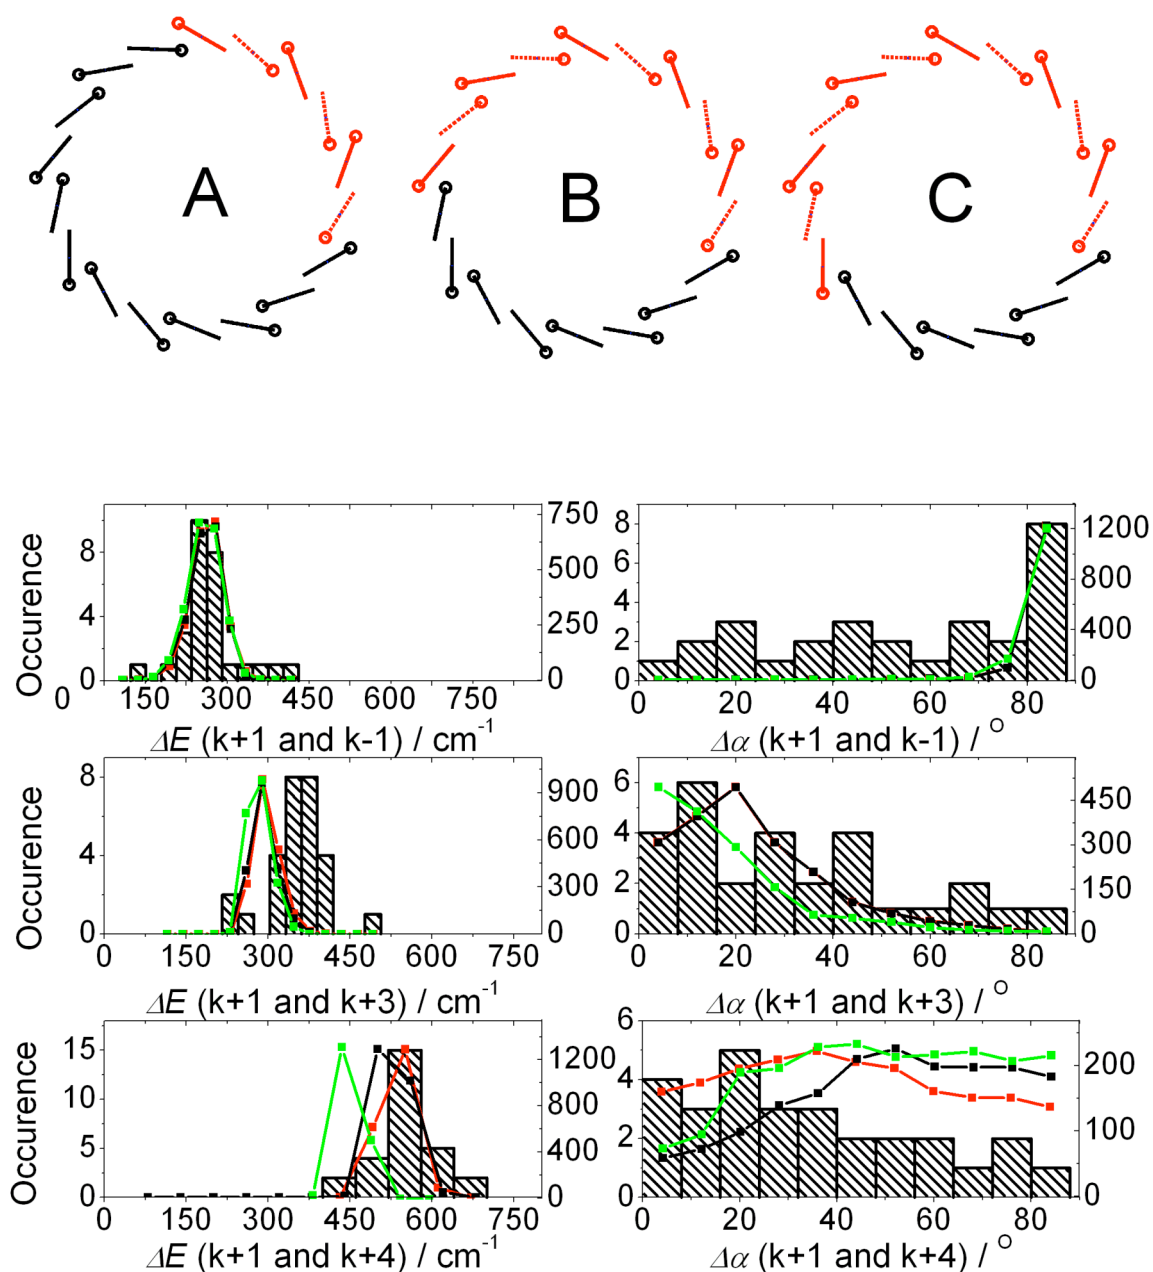 A B C
Occurence
8
4
0
0 150 300 450 600 750
750
500
250
0
ΔE (k+1 and k-1) / cm-1
8
6
4
2
0
0 20 40 60 80
1200
800
400
0
Δα (k+1 and k-1) / o
Occurence
8
4
0
0 150 300 450 600 750
900
600
300
0
ΔE (k+1 and k+3) / cm-1
6
4
2
0
0 20 40 60 80
450
300
150
0
Δα (k+1 and k+3) / o
Occurence
15
10
5
0
0 150 300 450 600 750
1200
800
400
0
ΔE (k+1 and k+4) / cm-1
6
4
2
0
0 20 40 60 80
200
100
0
Δα (k+1 and k+4) / o